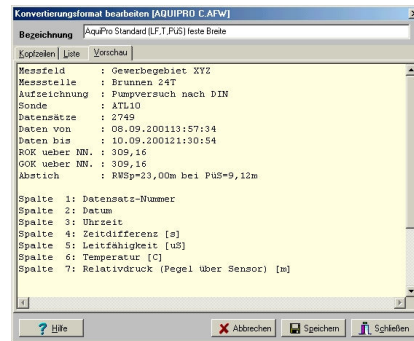 Konvertierungsformat bearbeiten [AQUIPRO C.AFW]
Bezeichnung AquiPro Standard (LF,T,PüS) feste Breite
Kopfzeilen Liste Vorschau
Messfeld : Gewerbegebiet XYZ
Messstelle : Brunnen 24T
Aufzeichnung : Pumpversuch nach DIN
Sonde : ATL10
Datensätze : 2749
Daten von : 08.09.200113:57:34
Daten bis : 10.09.200121:30:54
ROK ueber NN. : 309,16
GOK ueber NN. : 309,16
Abstich : RWSp=23,00m bei PüS=9,12m
Spalte 1: Datensatz-Nummer
Spalte 2: Datum
Spalte 3: Uhrzeit
Spalte 4: Zeitdifferenz [s]
Spalte 5: Leitfähigkeit [uS]
Spalte 6: Temperatur [C]
Spalte 7: Relativdruck (Pegel über Sensor) [m]
? Hilfe Abbrechen Speichern Schließen